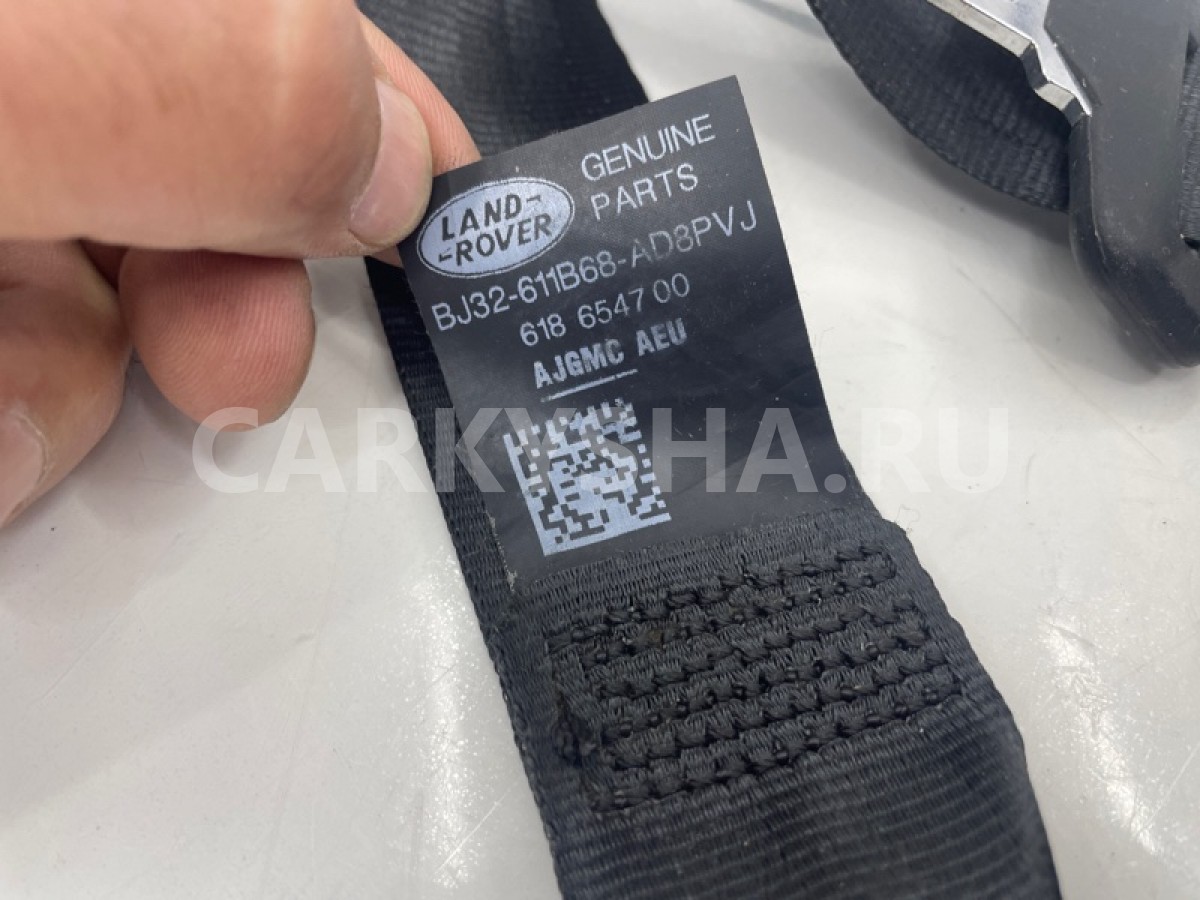 LAND-
-ROVER
GENUINE
PARTS
BJ32-611B68-AD8PVJ
618 6547 00
AJGMC AEU
CARKYSHA.RU